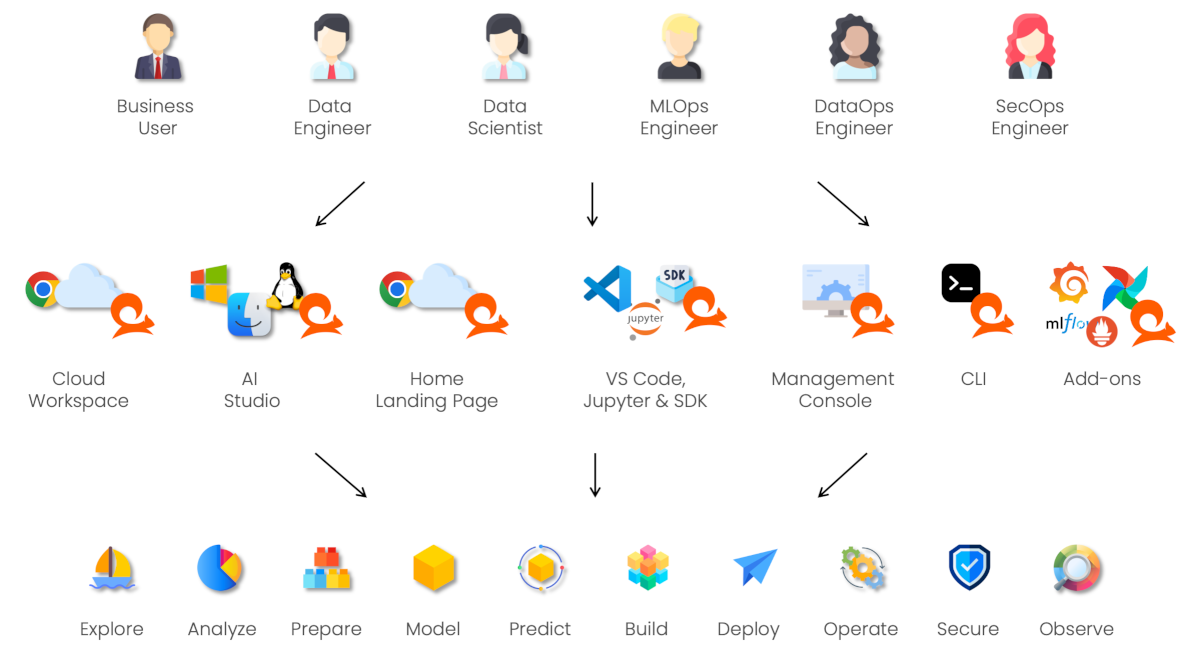 Business
User
Data
Engineer
Data
Scientist
MLOps
Engineer
DataOps
Engineer
SecOps
Engineer
SDK
jupyter
mlflow
Cloud
Workspace
AI
Studio
Home
Landing Page
VS Code,
Jupyter & SDK
Management
Console
CLI
Add-ons
Explore
Analyze
Prepare
Model
Predict
Build
Deploy
Operate
Secure
Observe